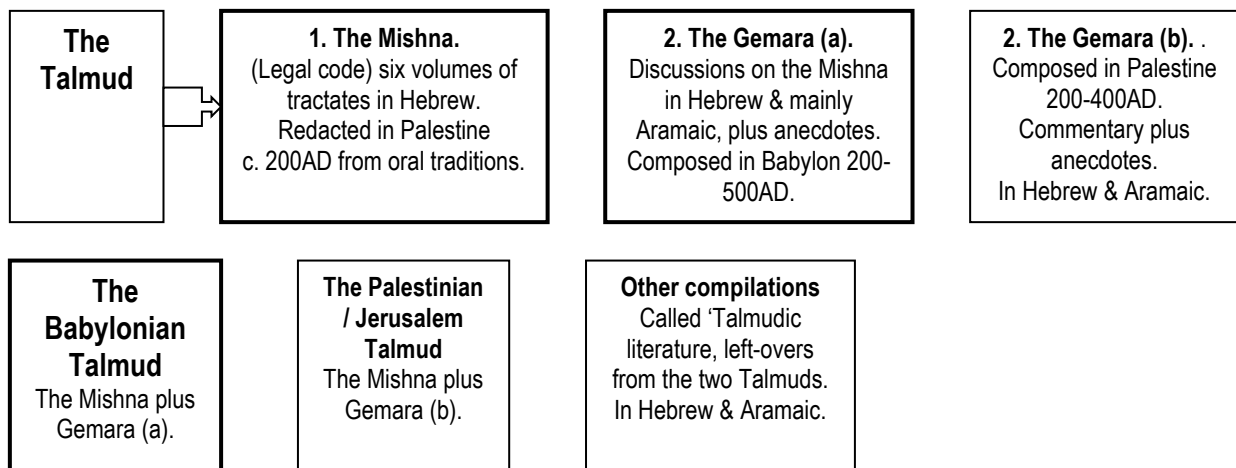 The
Talmud
1. The Mishna.
(Legal code) six volumes of
tractates in Hebrew.
Redacted in Palestine
c. 200AD from oral traditions.
2. The Gemara (a).
Discussions on the Mishna
in Hebrew & mainly
Aramaic, plus anecdotes.
Composed in Babylon 200-
500AD.
2. The Gemara (b). .
Composed in Palestine
200-400AD.
Commentary plus
anecdotes.
In Hebrew & Aramaic.
The
Babylonian
Talmud
The Mishna plus
Gemara (a).
The Palestinian
/ Jerusalem
Talmud
The Mishna plus
Gemara (b).
Other compilations
Called ‘Talmudic
literature, left-overs
from the two Talmuds.
In Hebrew & Aramaic.